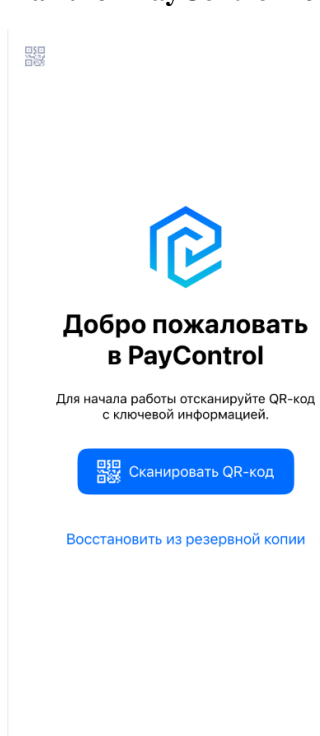 Добро пожаловать
в PayControl
Для начала работы отсканируйте QR-код
с ключевой информацией.
Сканировать QR-код
Восстановить из резервной копии